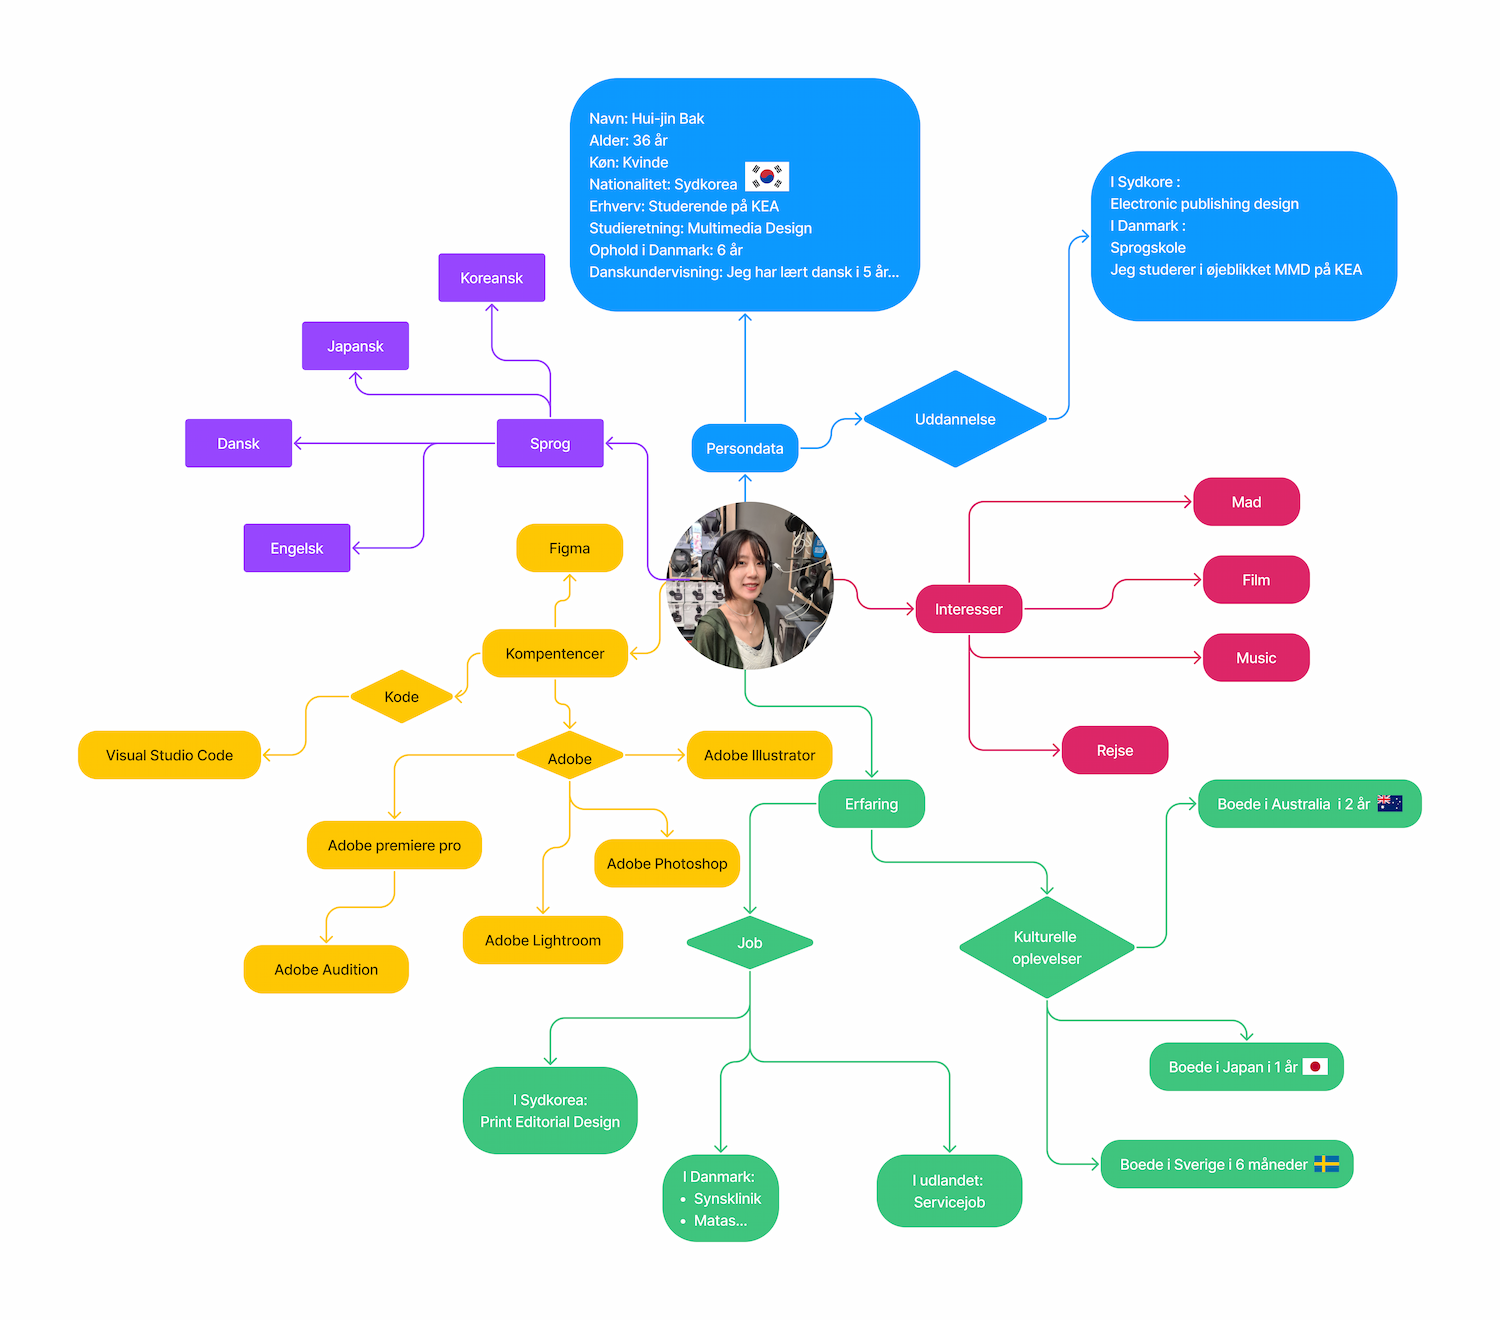 Navn: Hui-jin Bak
Alder: 36 år
Køn: Kvinde
Nationalitet: Sydkorea
Erhverv: Studerende på KEA
Studieretning: Multimedia Design
Ophold i Danmark: 6 år
Danskundervisning: Jeg har lært dansk i 5 år...
I Sydkore :
Electronic publishing design
I Danmark :
Sprogskole
Jeg studerer i øjeblikket MMD på KEA
Persondata
Uddannelse
Koreansk
Japansk
Dansk
Sprog
Engelsk
Figma
Kompentencer
Kode
Visual Studio Code
Adobe
Adobe Illustrator
Adobe premiere pro
Adobe Photoshop
Adobe Lightroom
Adobe Audition
Mad
Film
Interesser
Music
Rejse
Erfaring
Boede i Australia i 2 år
Job
Kulturelle
oplevelser
Boede i Japan i 1 år
Boede i Sverige i 6 måneder
I Sydkorea:
Print Editorial Design
I Danmark:
• Synsklinik
• Matas...
I udlandet:
Servicejob